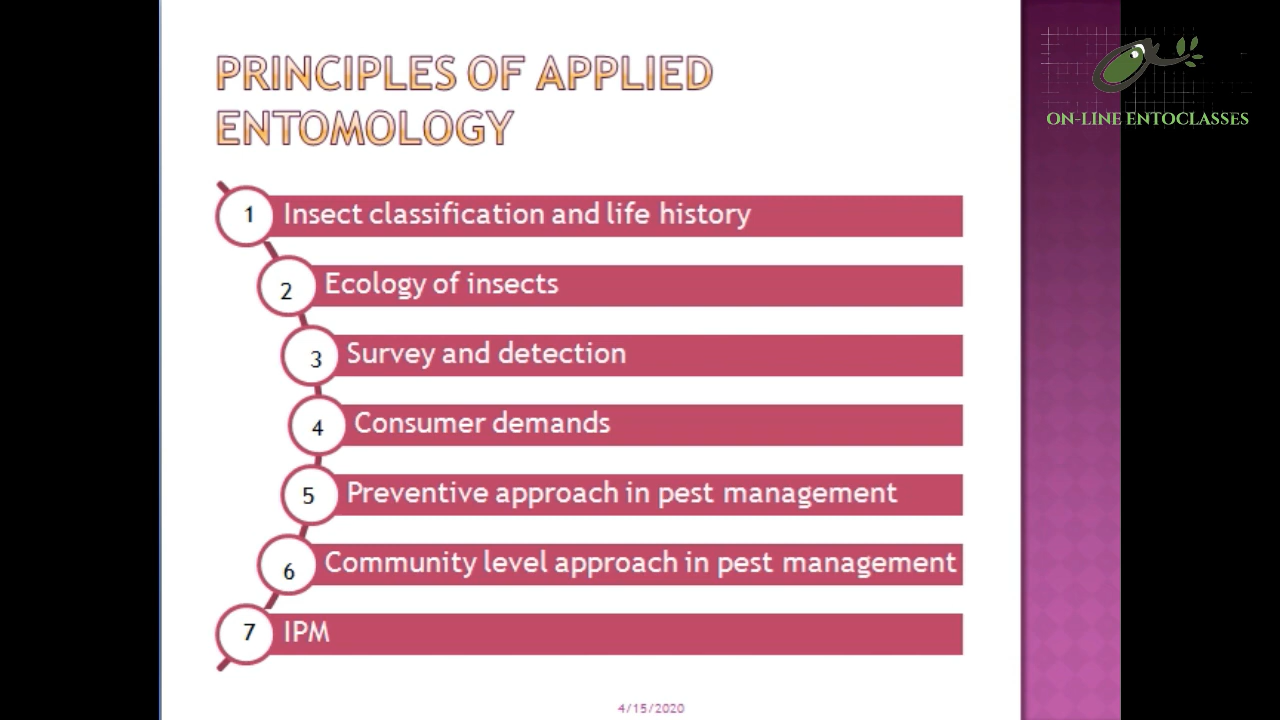 PRINCIPLES OF APPLIED
ENTOMOLOGY
ON-LINE ENTOCLASSES
1 Insect classification and life history
2 Ecology of insects
3 Survey and detection
4 Consumer demands
5 Preventive approach in pest management
6 Community level approach in pest management
7 IPM
4/15/2020